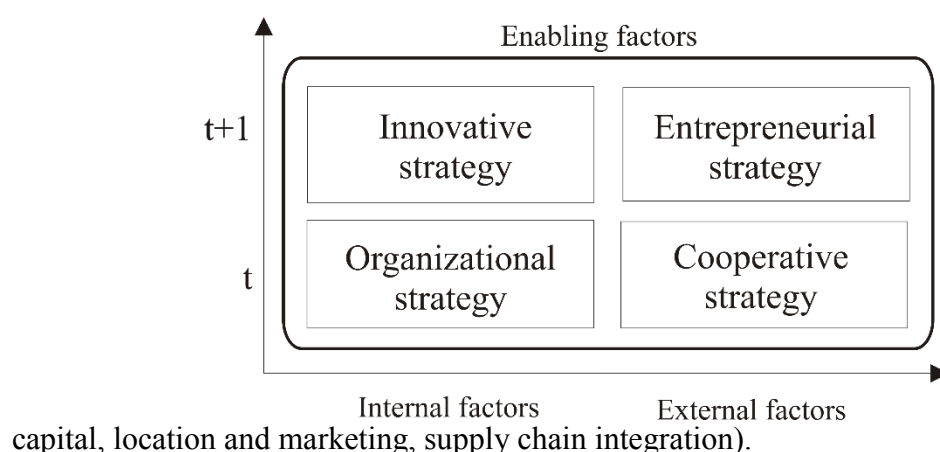 Enabling factors
t+1
Innovative
strategy
Entrepreneurial
strategy
t
Organizational
strategy
Cooperative
strategy
Internal factors
External factors
capital, location and marketing, supply chain integration).